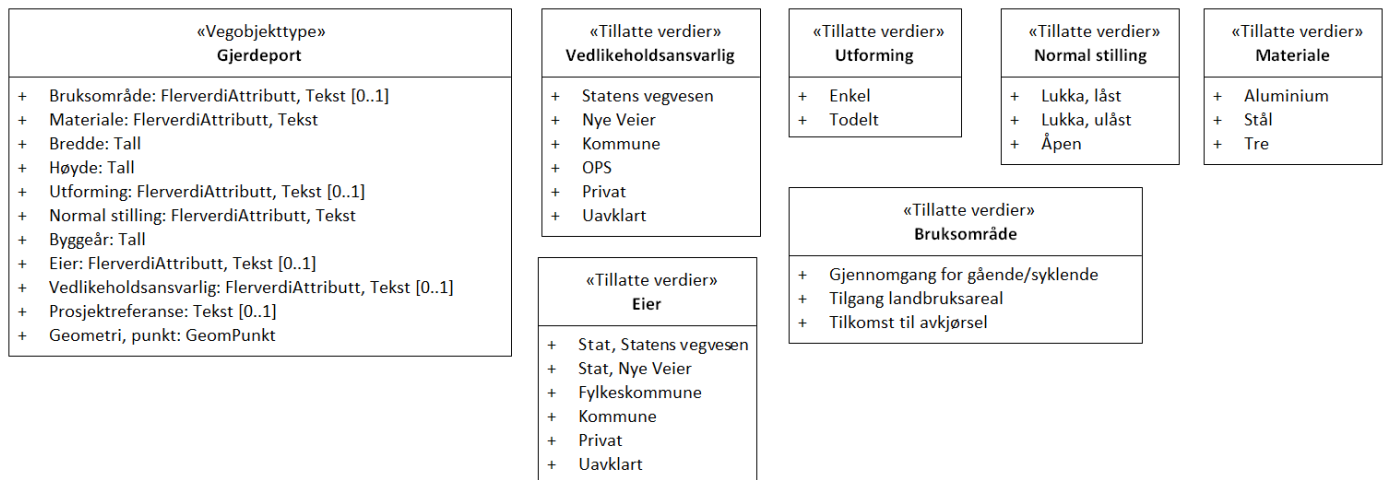 «Vegobjekttype»
Gjerdeport
+ Bruksområde: FlerverdiAttributt, Tekst [0..1]
+ Materiale: FlerverdiAttributt, Tekst
+ Bredde: Tall
+ Høyde: Tall
+ Utforming: FlerverdiAttributt, Tekst [0..1]
+ Normal stilling: FlerverdiAttributt, Tekst
+ Byggeår: Tall
+ Eier: FlerverdiAttributt, Tekst [0..1]
+ Vedlikeholdsansvarlig: FlerverdiAttributt, Tekst [0..1]
+ Prosjektreferanse: Tekst [0..1]
+ Geometri, punkt: GeomPunkt
«Tillatte verdier»
Vedlikeholdsansvarlig
+ Statens vegvesen
+ Nye Veier
+ Kommune
+ OPS
+ Privat
+ Uavklart
«Tillatte verdier»
Utforming
+ Enkel
+ Todelt
«Tillatte verdier»
Normal stilling
+ Lukka, låst
+ Lukka, ulåst
+ Åpen
«Tillatte verdier»
Materiale
+ Aluminium
+ Stål
+ Tre
«Tillatte verdier»
Bruksområde
+ Gjennomgang for gående/syklende
+ Tilgang landbruksareal
+ Tilkomst til avkjørsel
«Tillatte verdier»
Eier
+ Stat, Statens vegvesen
+ Stat, Nye Veier
+ Fylkeskommune
+ Kommune
+ Privat
+ Uavklart